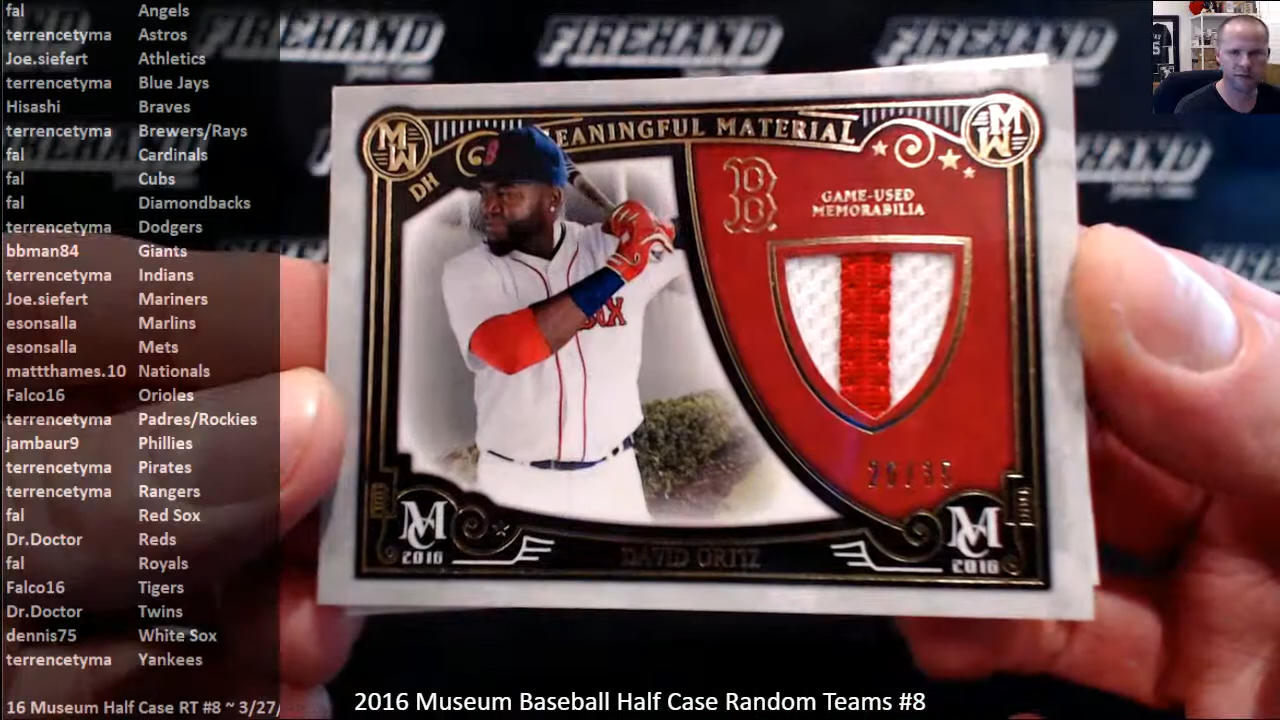 fal Angels
terrencetyma Astros
Joe.siefert Athletics
terrencetyma Blue Jays
Hisashi Braves
terrencetyma Brewers/Rays
fal Cardinals
fal Cubs
fal Diamondbacks
terrencetyma Dodgers
bbman84 Giants
terrencetyma Indians
Joe.siefert Mariners
esonsalla Marlins
esonsalla Mets
mattthames.10 Nationals
Falco16 Orioles
terrencetyma Padres/Rockies
jambaur9 Phillies
terrencetyma Pirates
terrencetyma Rangers
fal Red Sox
Dr.Doctor Reds
fal Royals
Falco16 Tigers
Dr.Doctor Twins
dennis75 White Sox
terrencetyma Yankees
16 Museum Half Case RT #8 ~ 3/27/
FIREHAND FIREHAND FIREHAND
MW EANINGFUL MATERIAL MW
DH
B
B
GAME-USED
MEMORABILIA
SOX
MC 2016
DAVID ORTIZ
MC 2016
2016 Museum Baseball Half Case Random Teams #8